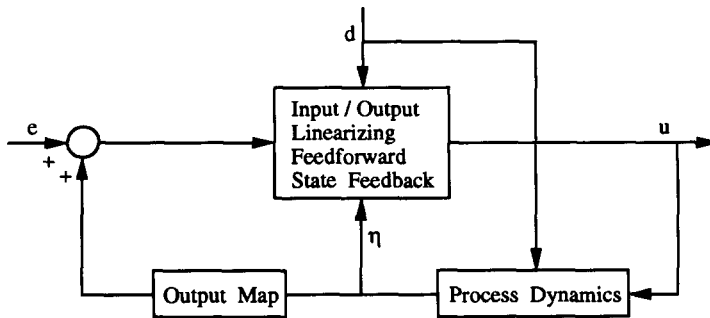 d
e
+
+
Input / Output
Linearizing
Feedforward
State Feedback
u
η
Output Map
Process Dynamics